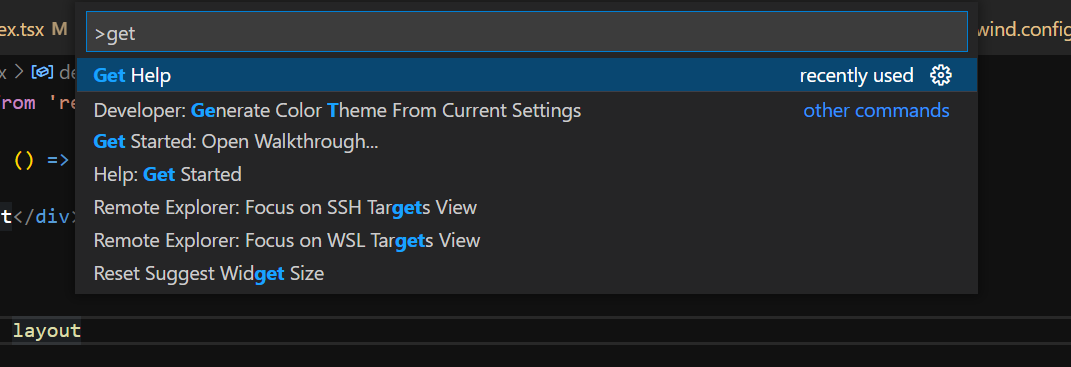 ex.tsx M
>get
wind.config
x > de
Get Help recently used
rom 're
Developer: Generate Color Theme From Current Settings other commands
Get Started: Open Walkthrough...
() =>
Help: Get Started
Remote Explorer: Focus on SSH Targets View
t</div>
Remote Explorer: Focus on WSL Targets View
Reset Suggest Widget Size
layout